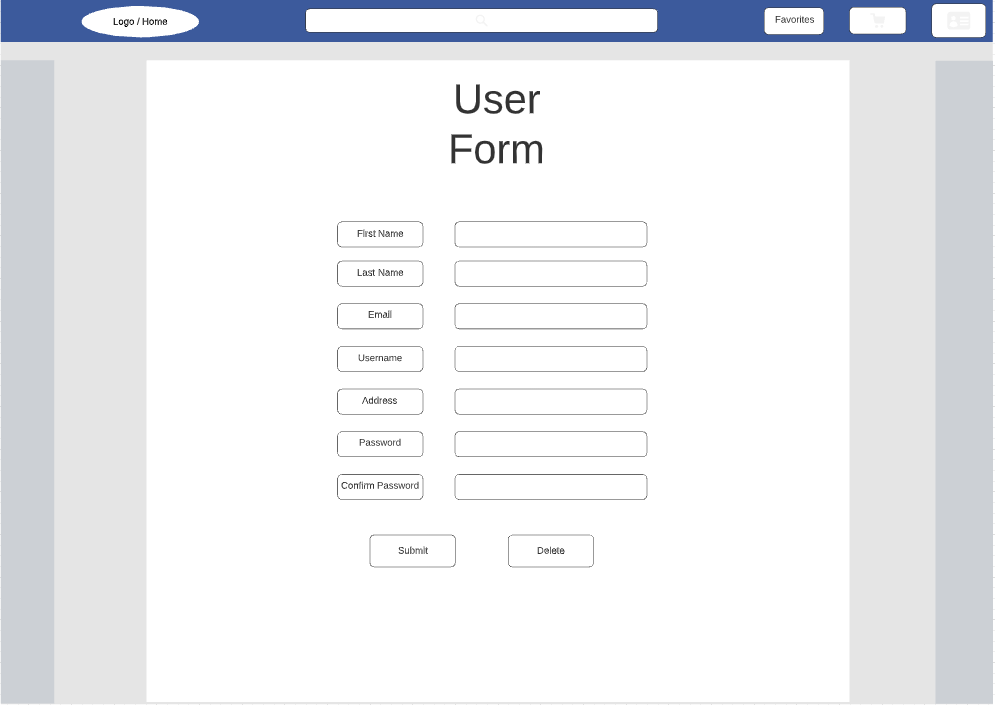 Logo / Home
Favorites
User
Form
First Name
Last Name
Email
Username
Address
Password
Confirm Password
Submit
Delete